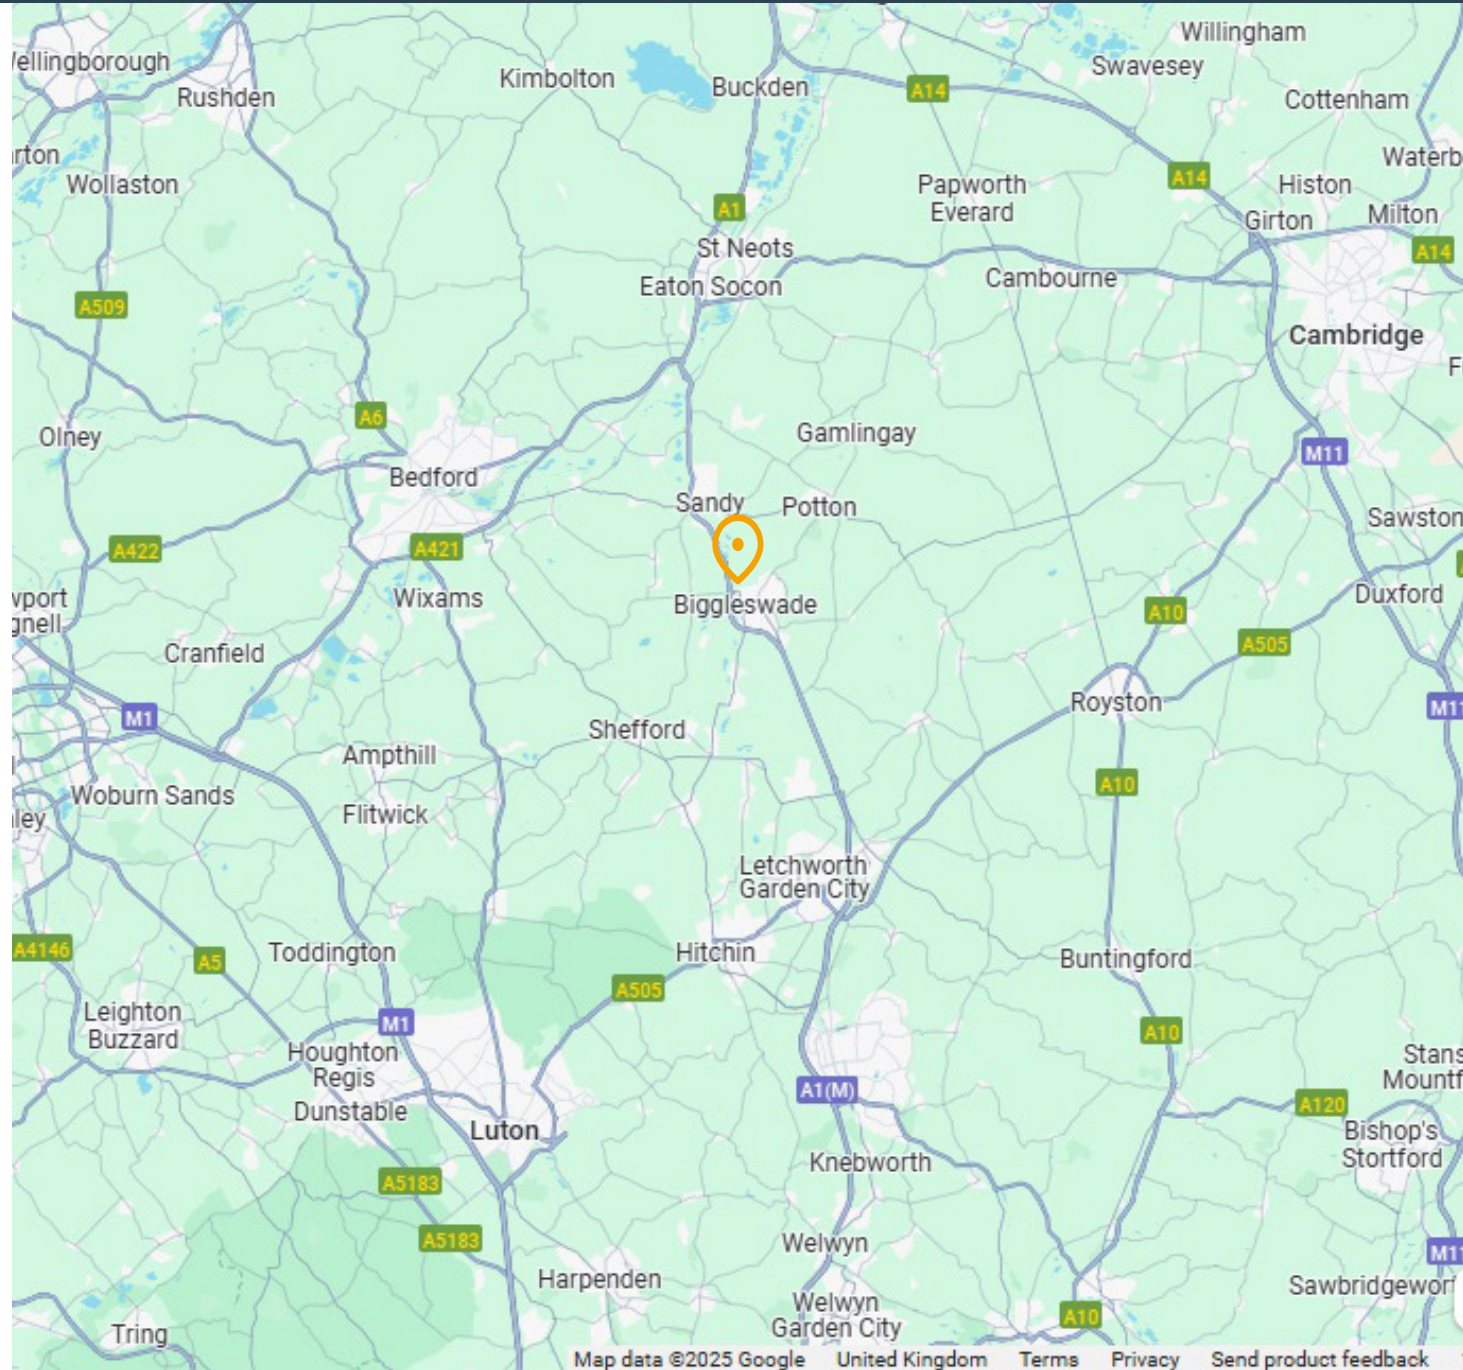 Willingham
ellingborough
Swavesey
Kimbolton
Buckden
A14
Rushden
Cottenham
rton
Waterb
A14
Wollaston
Papworth
Everard
Histon
A1
Girton
Milton
St Neots
A14
Eaton Socon
Cambourne
A509
Cambridge
F
A6
Olney
Gamlingay
M11
Bedford
Sandy
Potton
Sawston
A422
A421
wport
gnell
Wixams
Biggleswade
Duxford
A10
A505
Cranfield
M1
Royston
M11
Shefford
Ampthill
A10
Woburn Sands
Flitwick
ley
Letchworth
Garden City
A4146
A5
Toddington
Hitchin
Buntingford
A505
Leighton
Buzzard
M1
A10
Houghton
Regis
Stans
Mountf
A1(M)
Dunstable
A120
Luton
Bishop's
Stortford
Knebworth
A5183
A5183
Welwyn
M11
Harpenden
Sawbridgewor
Welwyn
Garden City
A10
Tring
Map data ©2025 Google United Kingdom Terms Privacy Send product feedback